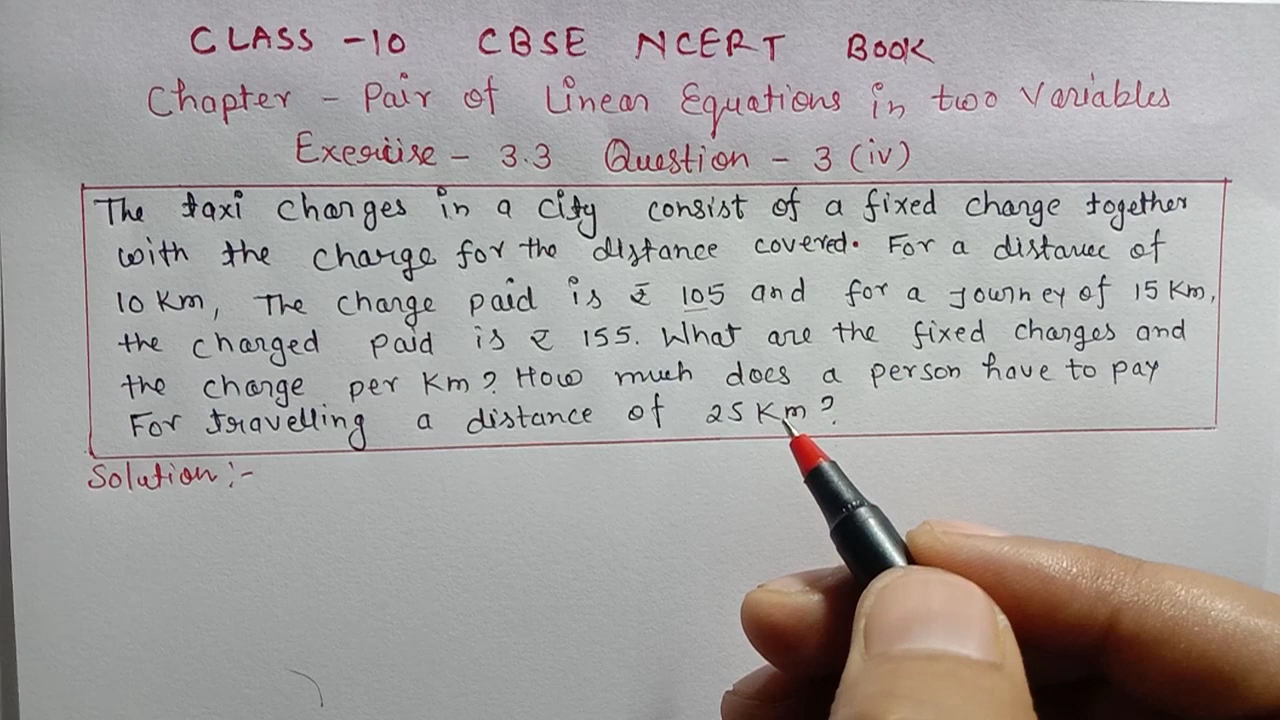 CLASS -10 CBSE NCERT BOOK
Chapter - Pair of Linear Equations in two Variables
Exercise - 3.3 Question - 3 (iv)
The taxi charges in a city consist of a fixed charge together
with the charge for the distance covered. For a distance of
10 Km, The charge paid is ₹ 105 and for a Journey of 15 Km,
the charged paid is ₹ 155. What are the fixed charges and
the charge per Km? How much does a person have to pay
For travelling a distance of 25 Km?
Solution :-